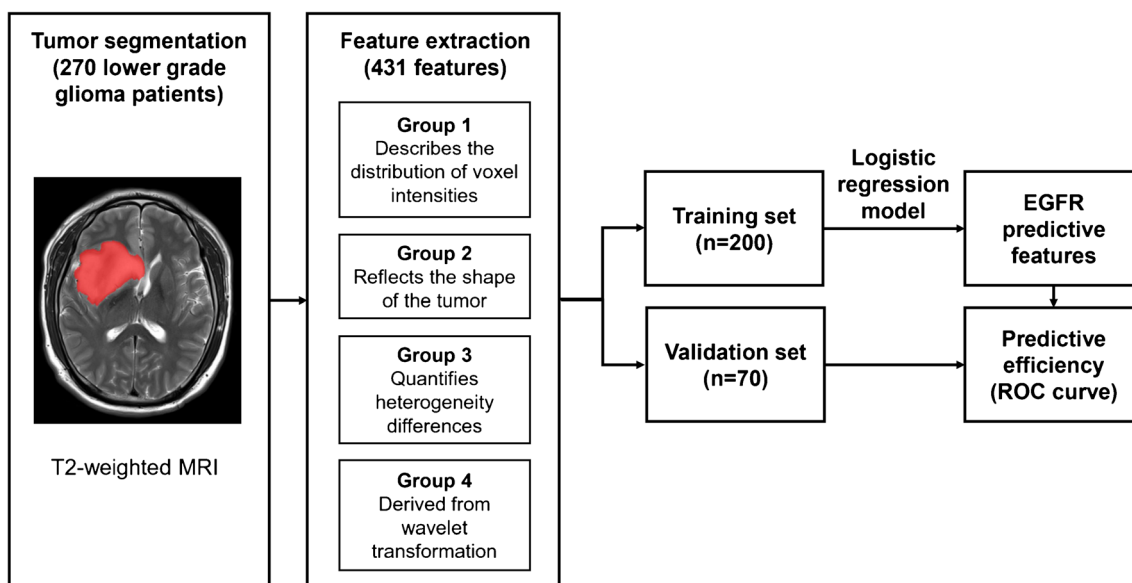 Tumor segmentation
(270 lower grade
glioma patients)
T2-weighted MRI
Feature extraction
(431 features)
Group 1
Describes the
distribution of voxel
intensities
Group 2
Reflects the shape
of the tumor
Group 3
Quantifies
heterogeneity
differences
Group 4
Derived from
wavelet
transformation
Training set
(n=200)
Validation set
(n=70)
Logistic
regression
model
EGFR
predictive
features
Predictive
efficiency
(ROC curve)